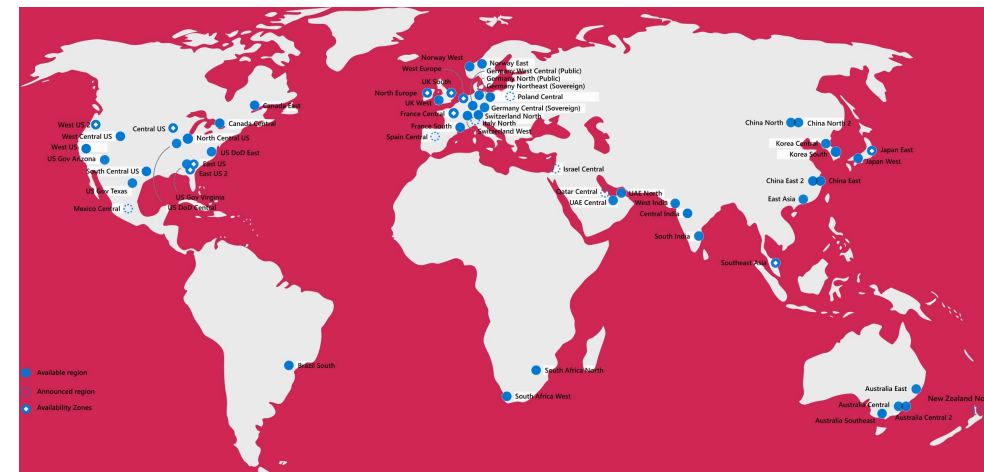 Norway West
Norway East
West Europe
Germany West Central (Public)
Germany North (Public)
UK South
Germany Northeast (Sovereign)
North Europe
Poland Central
UK West
Germany Central (Sovereign)
France Central
Switzerland North
Italy North
France South
Switzerland West
Spain Central
Canada East
West US 2
Central US
Canada Central
West Central US
North Central US
West US
US DoD East
US Gov Arizona
East US
South Central US
East US 2
US Gov Texas
US Gov Virginia
Mexico Central
US DoD Central
China North
China North 2
Korea Central
Japan East
Korea South
Japan West
Israel Central
China East 2
China East
Qatar Central
UAE North
UAE Central
West India
East Asia
Central India
South India
Southeast Asia
Brazil South
South Africa North
South Africa West
Available region
Announced region
Availability Zones
Australia East
New Zealand No
Australia Central
Australia Central 2
Australia Southeast